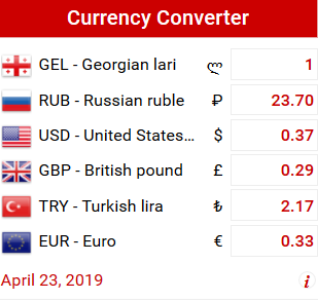 Currency Converter
GEL - Georgian lari ლ 1
RUB - Russian ruble ₽ 23.70
USD - United States... $ 0.37
GBP - British pound £ 0.29
TRY - Turkish lira ₺ 2.17
EUR - Euro € 0.33
April 23, 2019 i